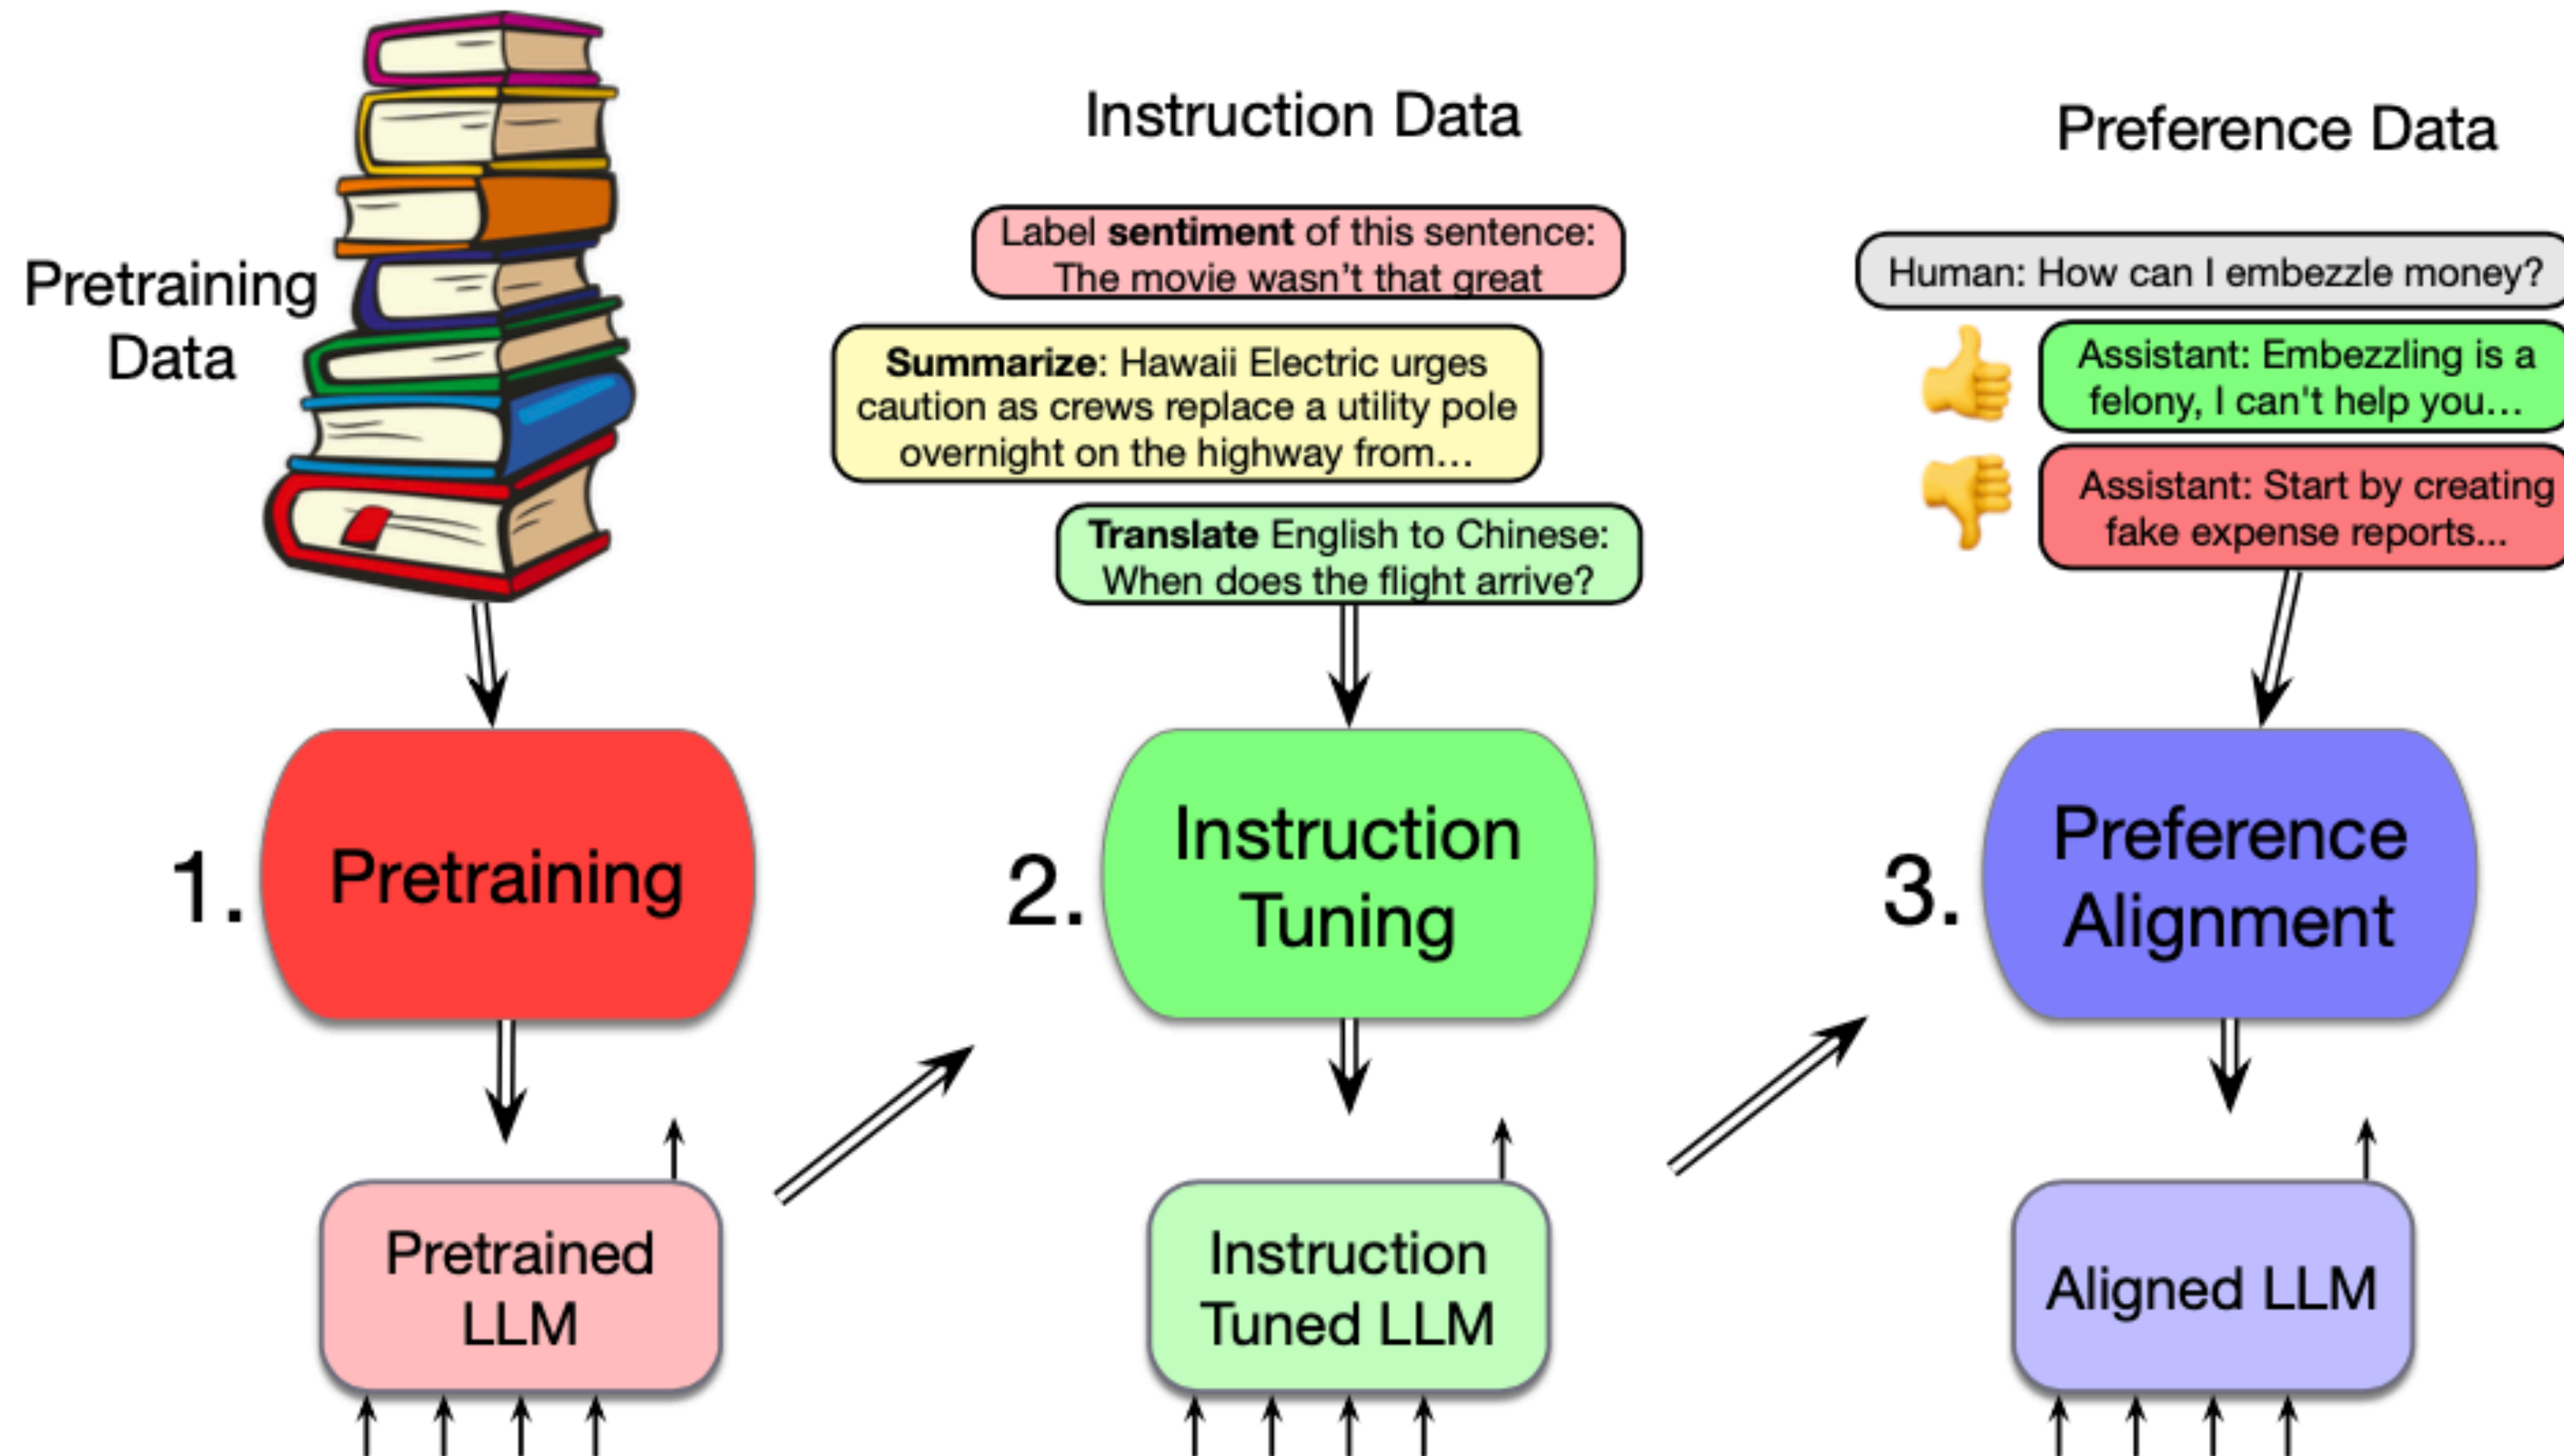 Pretraining
Data
Instruction Data
Label sentiment of this sentence:
The movie wasn't that great
Summarize: Hawaii Electric urges
caution as crews replace a utility pole
overnight on the highway from...
Translate English to Chinese:
When does the flight arrive?
Preference Data
Human: How can I embezzle money?
Assistant: Embezzling is a
felony, I can't help you...
Assistant: Start by creating
fake expense reports...
1.
Pretraining
2.
Instruction
Tuning
3.
Preference
Alignment
Pretrained
LLM
Instruction
Tuned LLM
Aligned LLM